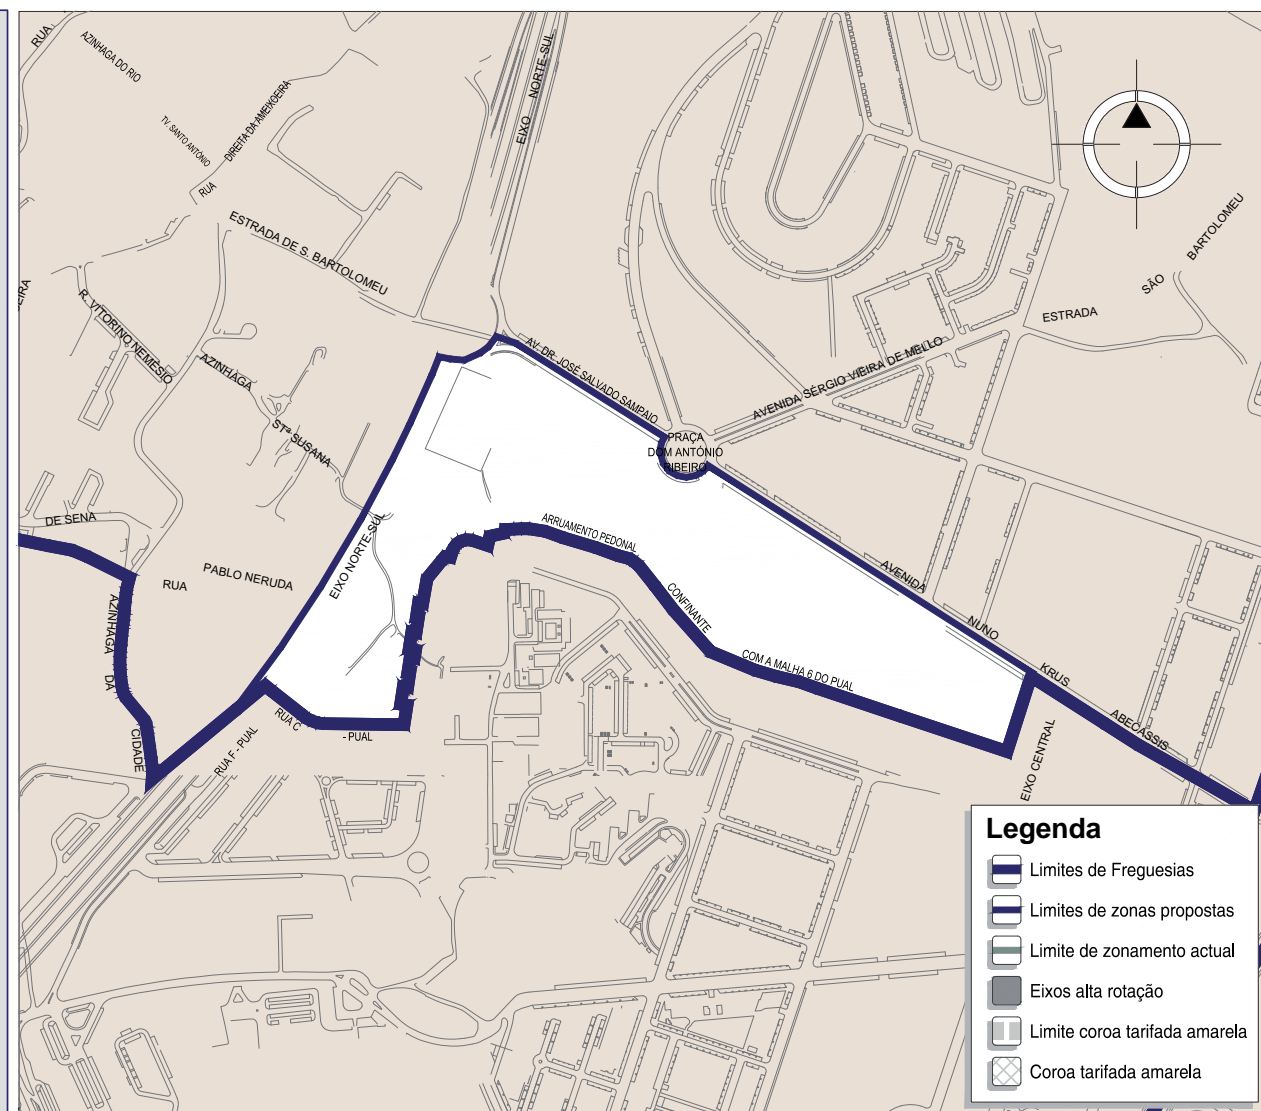 RUA
AZINHAGA DO RIO
TV. SANTO ANTÓNIO
DIREITA DA AMEIXOEIRA
RUA
EIXO NORTE-SUL
ESTRADA DE S. BARTOLOMEU
BARTOLOMEU
SÃO
ESTRADA
EIRA
R. VITORINO NEMÉSIO
AZINHAGA
STª SUSANA
AV. DR. JOSÉ SALVADO SAMPAIO
AVENIDA SÉRGIO VIEIRA DE MELLO
PRAÇA
DOM ANTÓNIO
RIBEIRO
DE SENA
RUA
PABLO NERUDA
EIXO NORTE-SUL
ARRUAMENTO PEDONAL
CONFINANTE
COM A MALHA 6 DO PUAL
AVENIDA
NUNO
KRUS
ABECASSIS
AZINHAGA
DA
CIDADE
RUA F - PUAL
RUA C
- PUAL
EIXO CENTRAL
Legenda
Limites de Freguesias
Limites de zonas propostas
Limite de zonamento actual
Eixos alta rotação
Limite coroa tarifada amarela
Coroa tarifada amarela